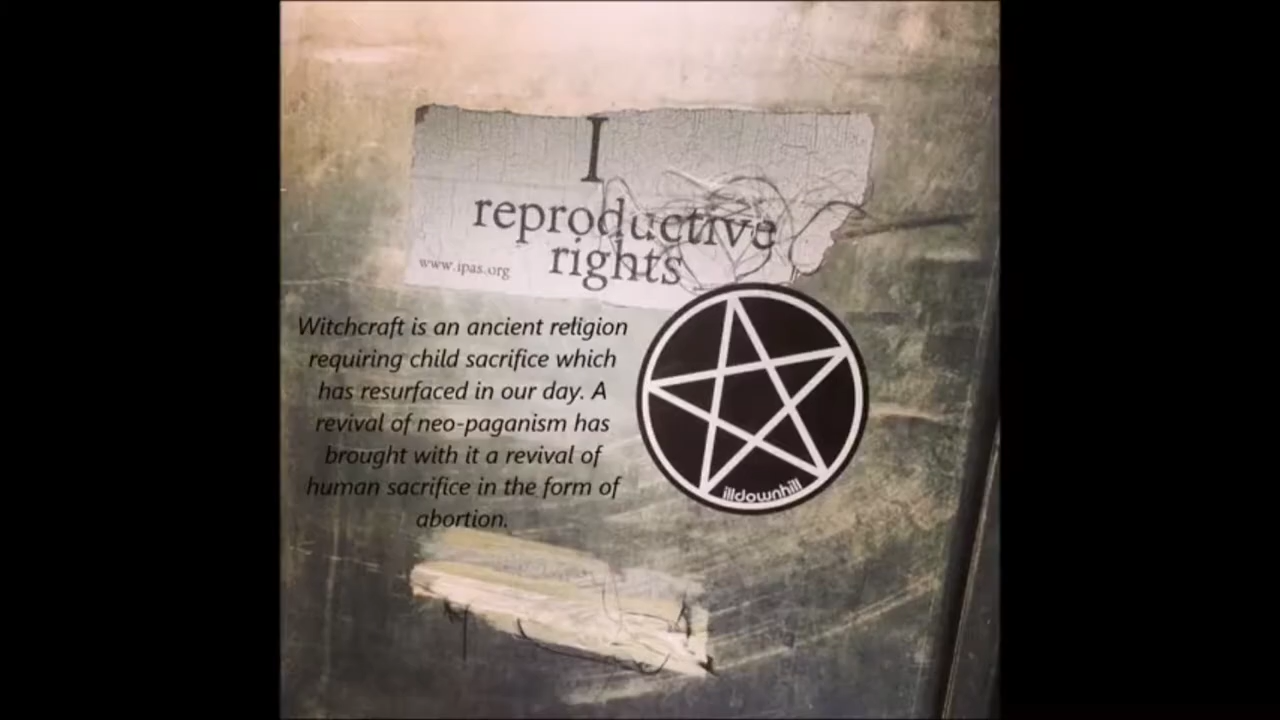 I
reproductive
rights
www.ipas.org
Witchcraft is an ancient religion
requiring child sacrifice which
has resurfaced in our day. A
revival of neo-paganism has
brought with it a revival of
human sacrifice in the form of
abortion.
illdownhill